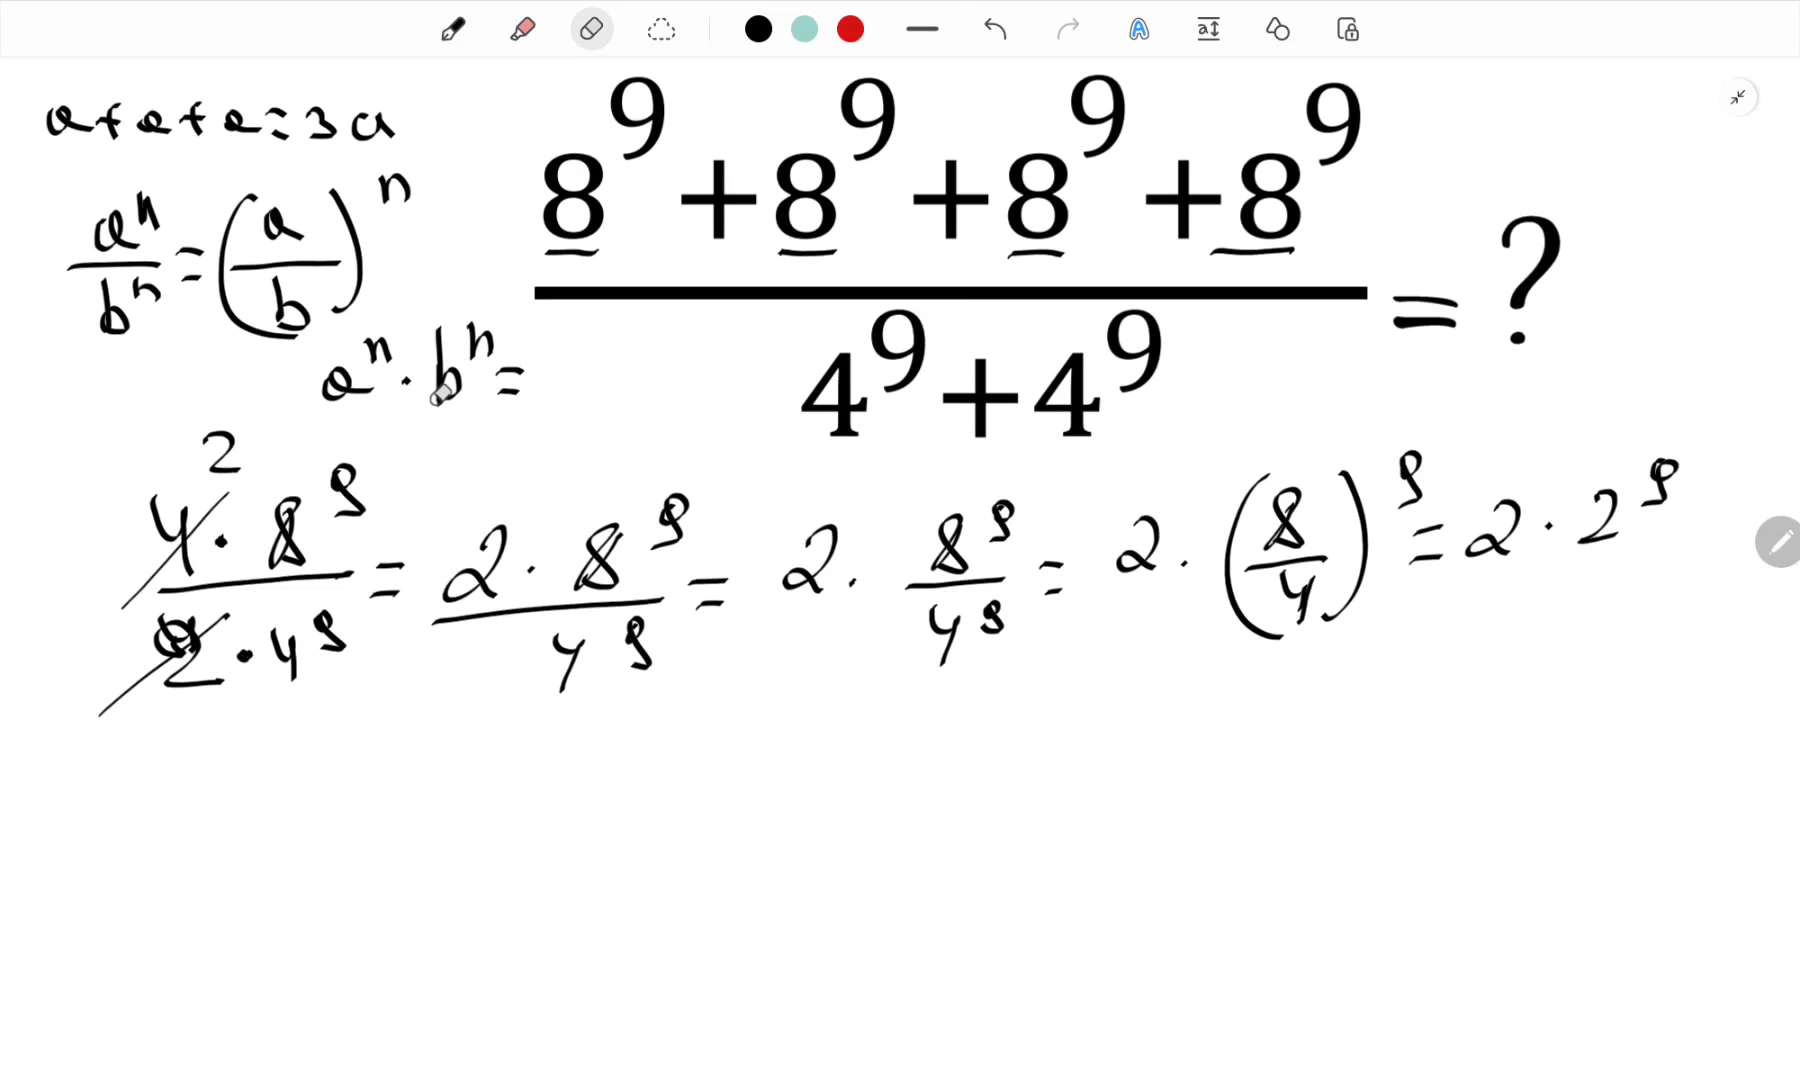 a+a+a=3a
8⁹+8⁹+8⁹+8⁹ / 4⁹+4⁹ = ?
aⁿ/bⁿ = (a/b)ⁿ
aⁿ·bⁿ=
2
4·8⁹ / 2·4⁹ = 2·8⁹ / 4⁹ = 2·8⁹/4⁹ = 2·(8/4)⁹ = 2·2⁹